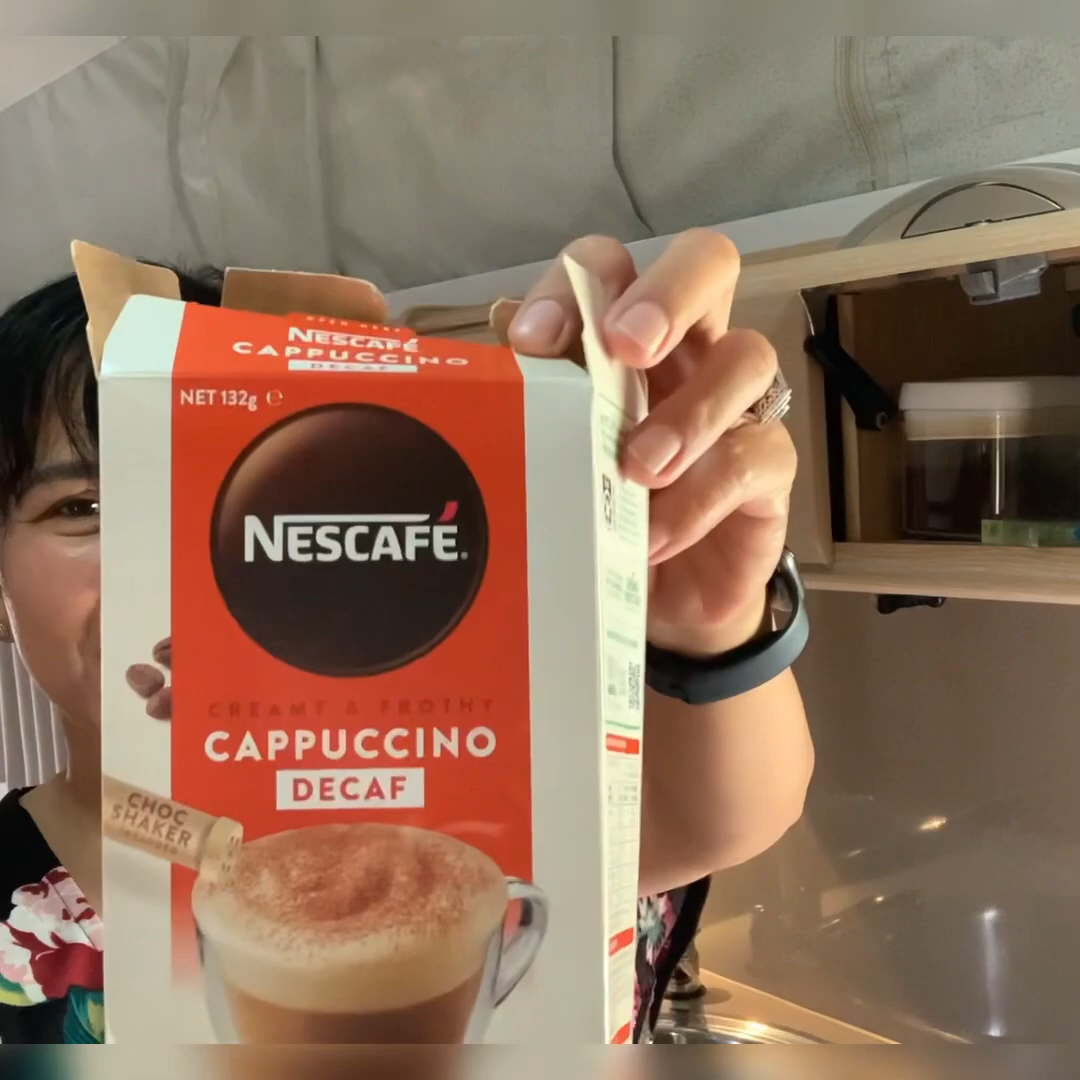 NESCAFÉ
CAPPUCCINO
DECAF
NET 132g ℮
NESCAFÉ.
CREAMY & FROTHY
CAPPUCCINO
DECAF
CHOC
SHAKER